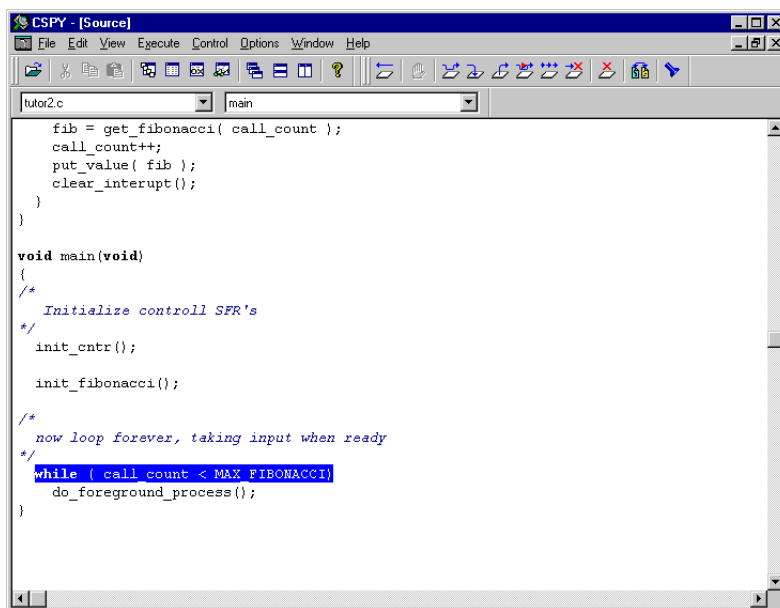 CSPY - [Source]
File Edit View Execute Control Options Window Help
tutor2.c main
fib = get_fibonacci( call_count );
call_count++;
put_value( fib );
clear_interupt();
}
}
void main(void)
{
/*
Initialize controll SFR's
*/
init_cntr();
init_fibonacci();
/*
now loop forever, taking input when ready
*/
while ( call_count < MAX_FIBONACCI)
do_foreground_process();
}